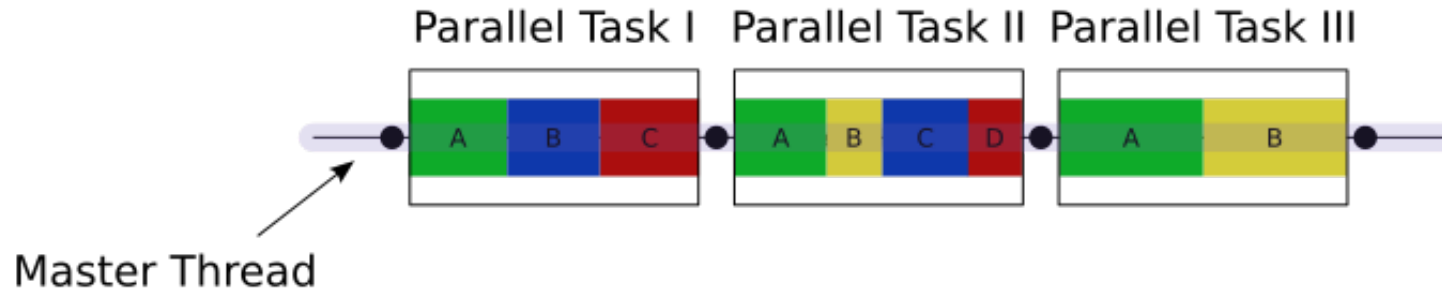 Parallel Task I
Parallel Task II
Parallel Task III
A B C
A B C D
A B
Master Thread